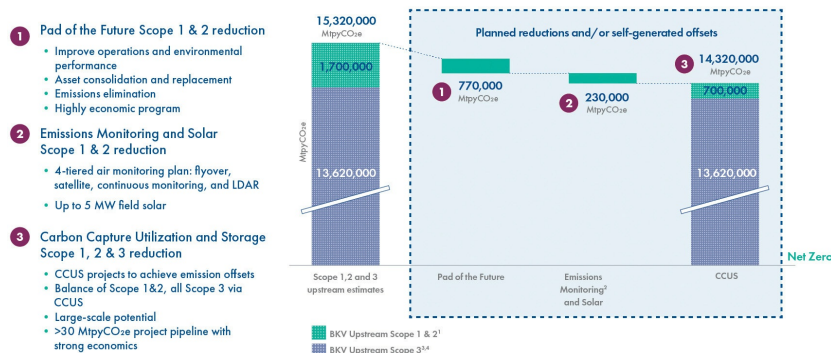 1 Pad of the Future Scope 1 & 2 reduction
• Improve operations and environmental
performance
• Asset consolidation and replacement
• Emissions elimination
• Highly economic program
2 Emissions Monitoring and Solar
Scope 1 & 2 reduction
• 4-tiered air monitoring plan: flyover,
satellite, continuous monitoring, and LDAR
• Up to 5 MW field solar
3 Carbon Capture Utilization and Storage
Scope 1, 2 & 3 reduction
• CCUS projects to achieve emission offsets
• Balance of Scope 1&2, all Scope 3 via
CCUS
• Large-scale potential
• >30 MtpyCO₂e project pipeline with
strong economics
MtpyCO₂e
15,320,000
MtpyCO₂e
1,700,000
13,620,000
Planned reductions and/or self-generated offsets
1 770,000
MtpyCO₂e
2 230,000
MtpyCO₂e
3 14,320,000
MtpyCO₂e
700,000
13,620,000
Net Zero
Scope 1,2 and 3
upstream estimates
Pad of the Future
Emissions
Monitoring²
and Solar
CCUS
BKV Upstream Scope 1 & 2¹
BKV Upstream Scope 3³,⁴